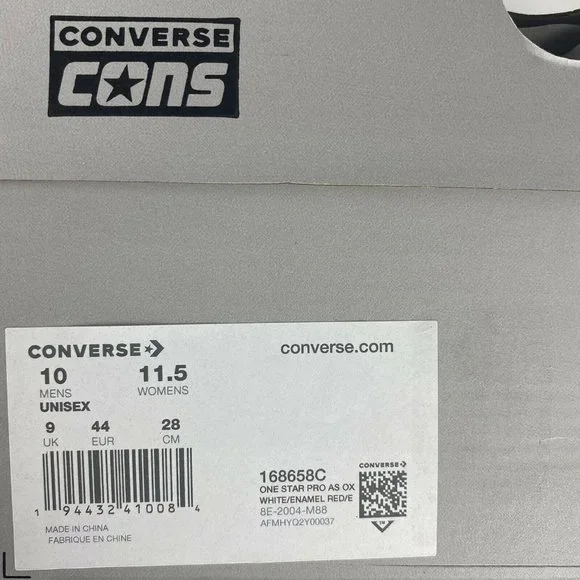 CONVERSE
CONS
CONVERSE
converse.com
10 11.5
MENS WOMENS
UNISEX
9 44 28
UK EUR CM
1 94432 41008 4
MADE IN CHINA
FABRIQUE EN CHINE
168658C
ONE STAR PRO AS OX
WHITE/ENAMEL RED/E
8E-2004-M88
AFMHYQ2Y00037
CONVERSE